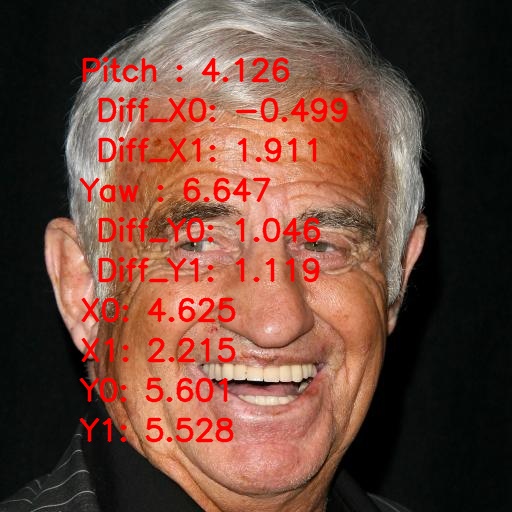 Pitch : 4.126
Diff_X0: -0.499
Diff_X1: 1.911
Yaw : 6.647
Diff_Y0: 1.046
Diff_Y1: 1.119
X0: 4.625
X1: 2.215
Y0: 5.601
Y1: 5.528